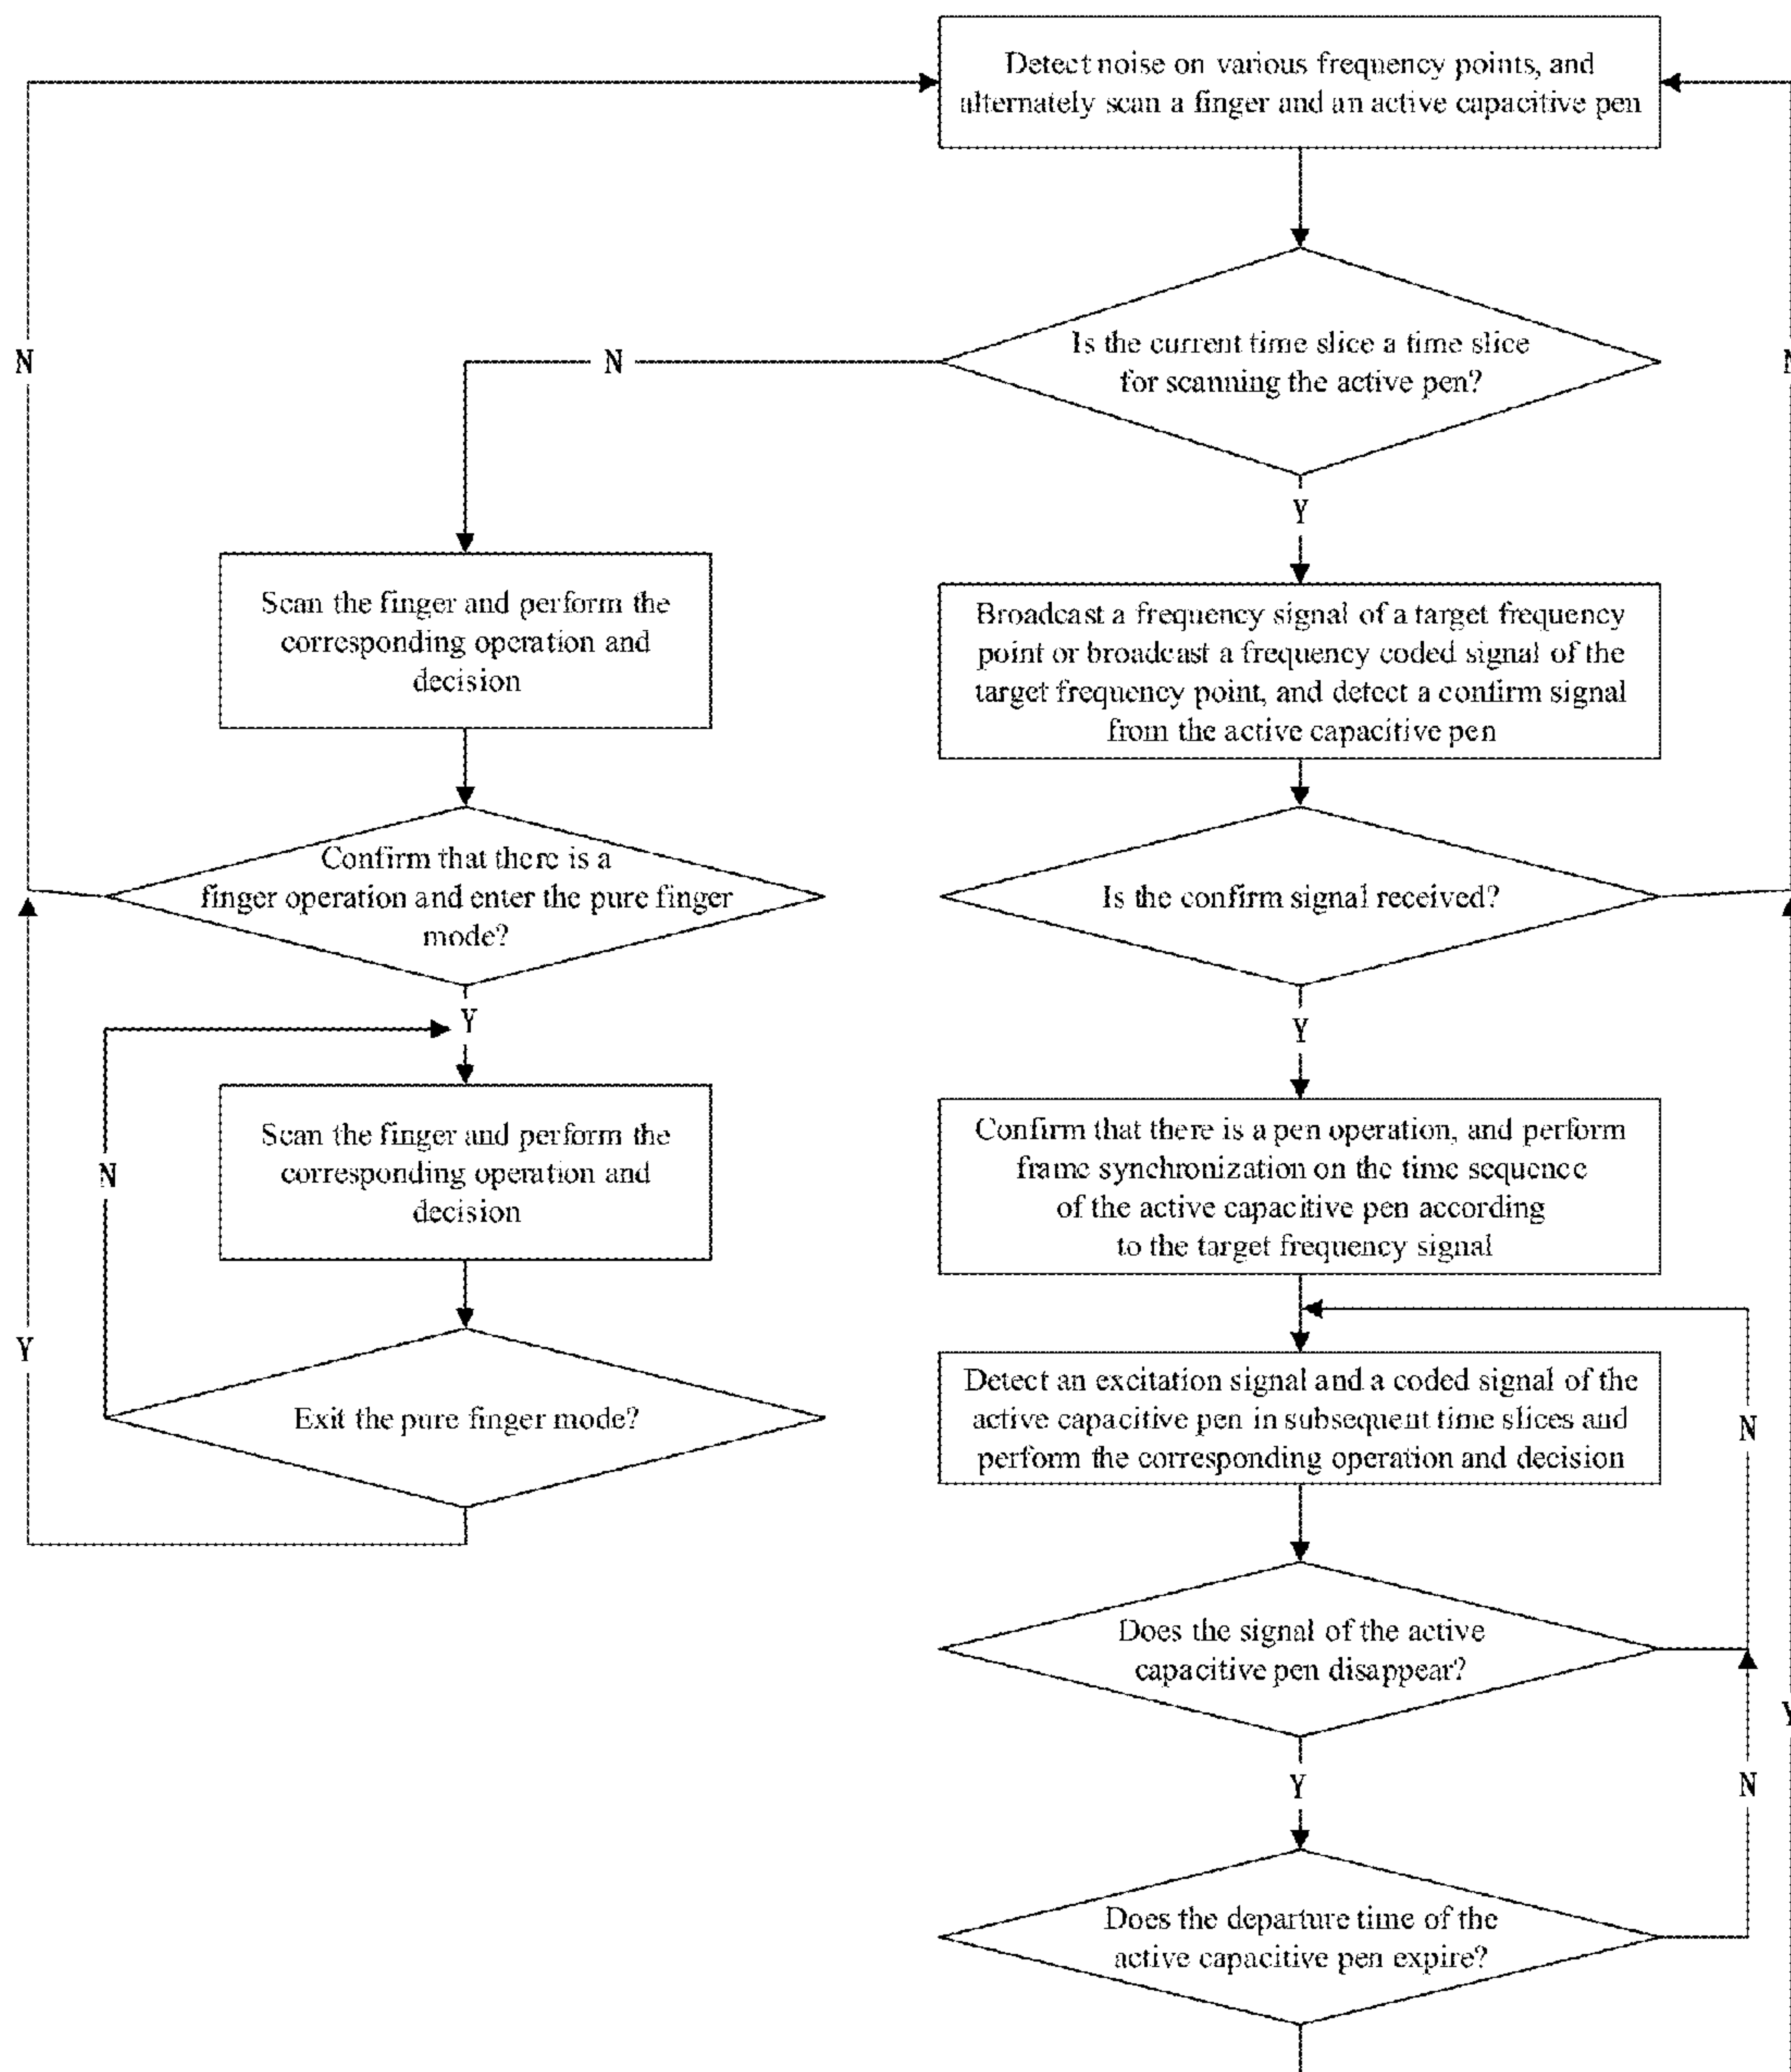 Detect noise on various frequency points, and
alternately scan a finger and an active capacitive pen
N
N
Is the current time slice a time slice
for scanning the active pen?
N
Y
Scan the finger and perform the
corresponding operation and
decision
Broadcast a frequency signal of a target frequency
point or broadcast a frequency coded signal of the
target frequency point, and detect a confirm signal
from the active capacitive pen
Confirm that there is a
finger operation and enter the pure finger
mode?
Is the confirm signal received?
Y
Y
Scan the finger and perform the
corresponding operation and
decision
N
Confirm that there is a pen operation, and perform
frame synchronization on the time sequence
of the active capacitive pen according
to the target frequency signal
Y
Exit the pure finger mode?
Detect an excitation signal and a coded signal of the
active capacitive pen in subsequent time slices and
perform the corresponding operation and decision
N
Does the signal of the active
capacitive pen disappear?
Y
Y
N
Does the departure time of the
active capacitive pen expire?